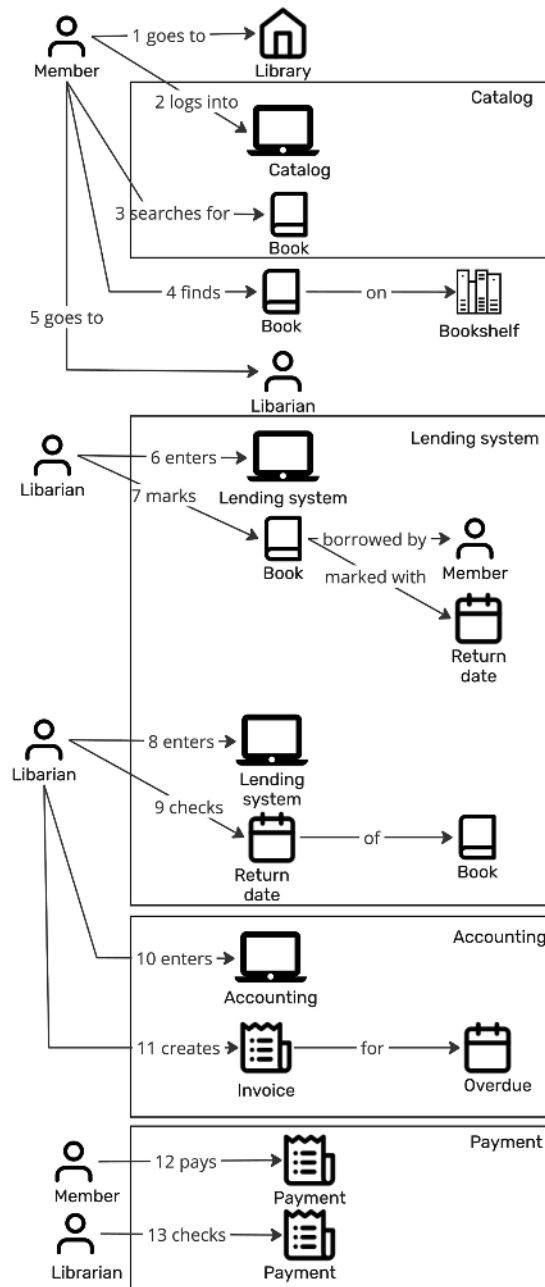 1 goes to
Member
Library
Catalog
2 logs into
Catalog
3 searches for
Book
4 finds
on
Book
Bookshelf
5 goes to
Libarian
Lending system
6 enters
Libarian
Lending system
7 marks
borrowed by
Book
Member
marked with
Return
date
8 enters
Libarian
Lending
system
9 checks
of
Return
date
Book
Accounting
10 enters
Accounting
11 creates
for
Invoice
Overdue
Payment
12 pays
Member
Payment
13 checks
Librarian
Payment